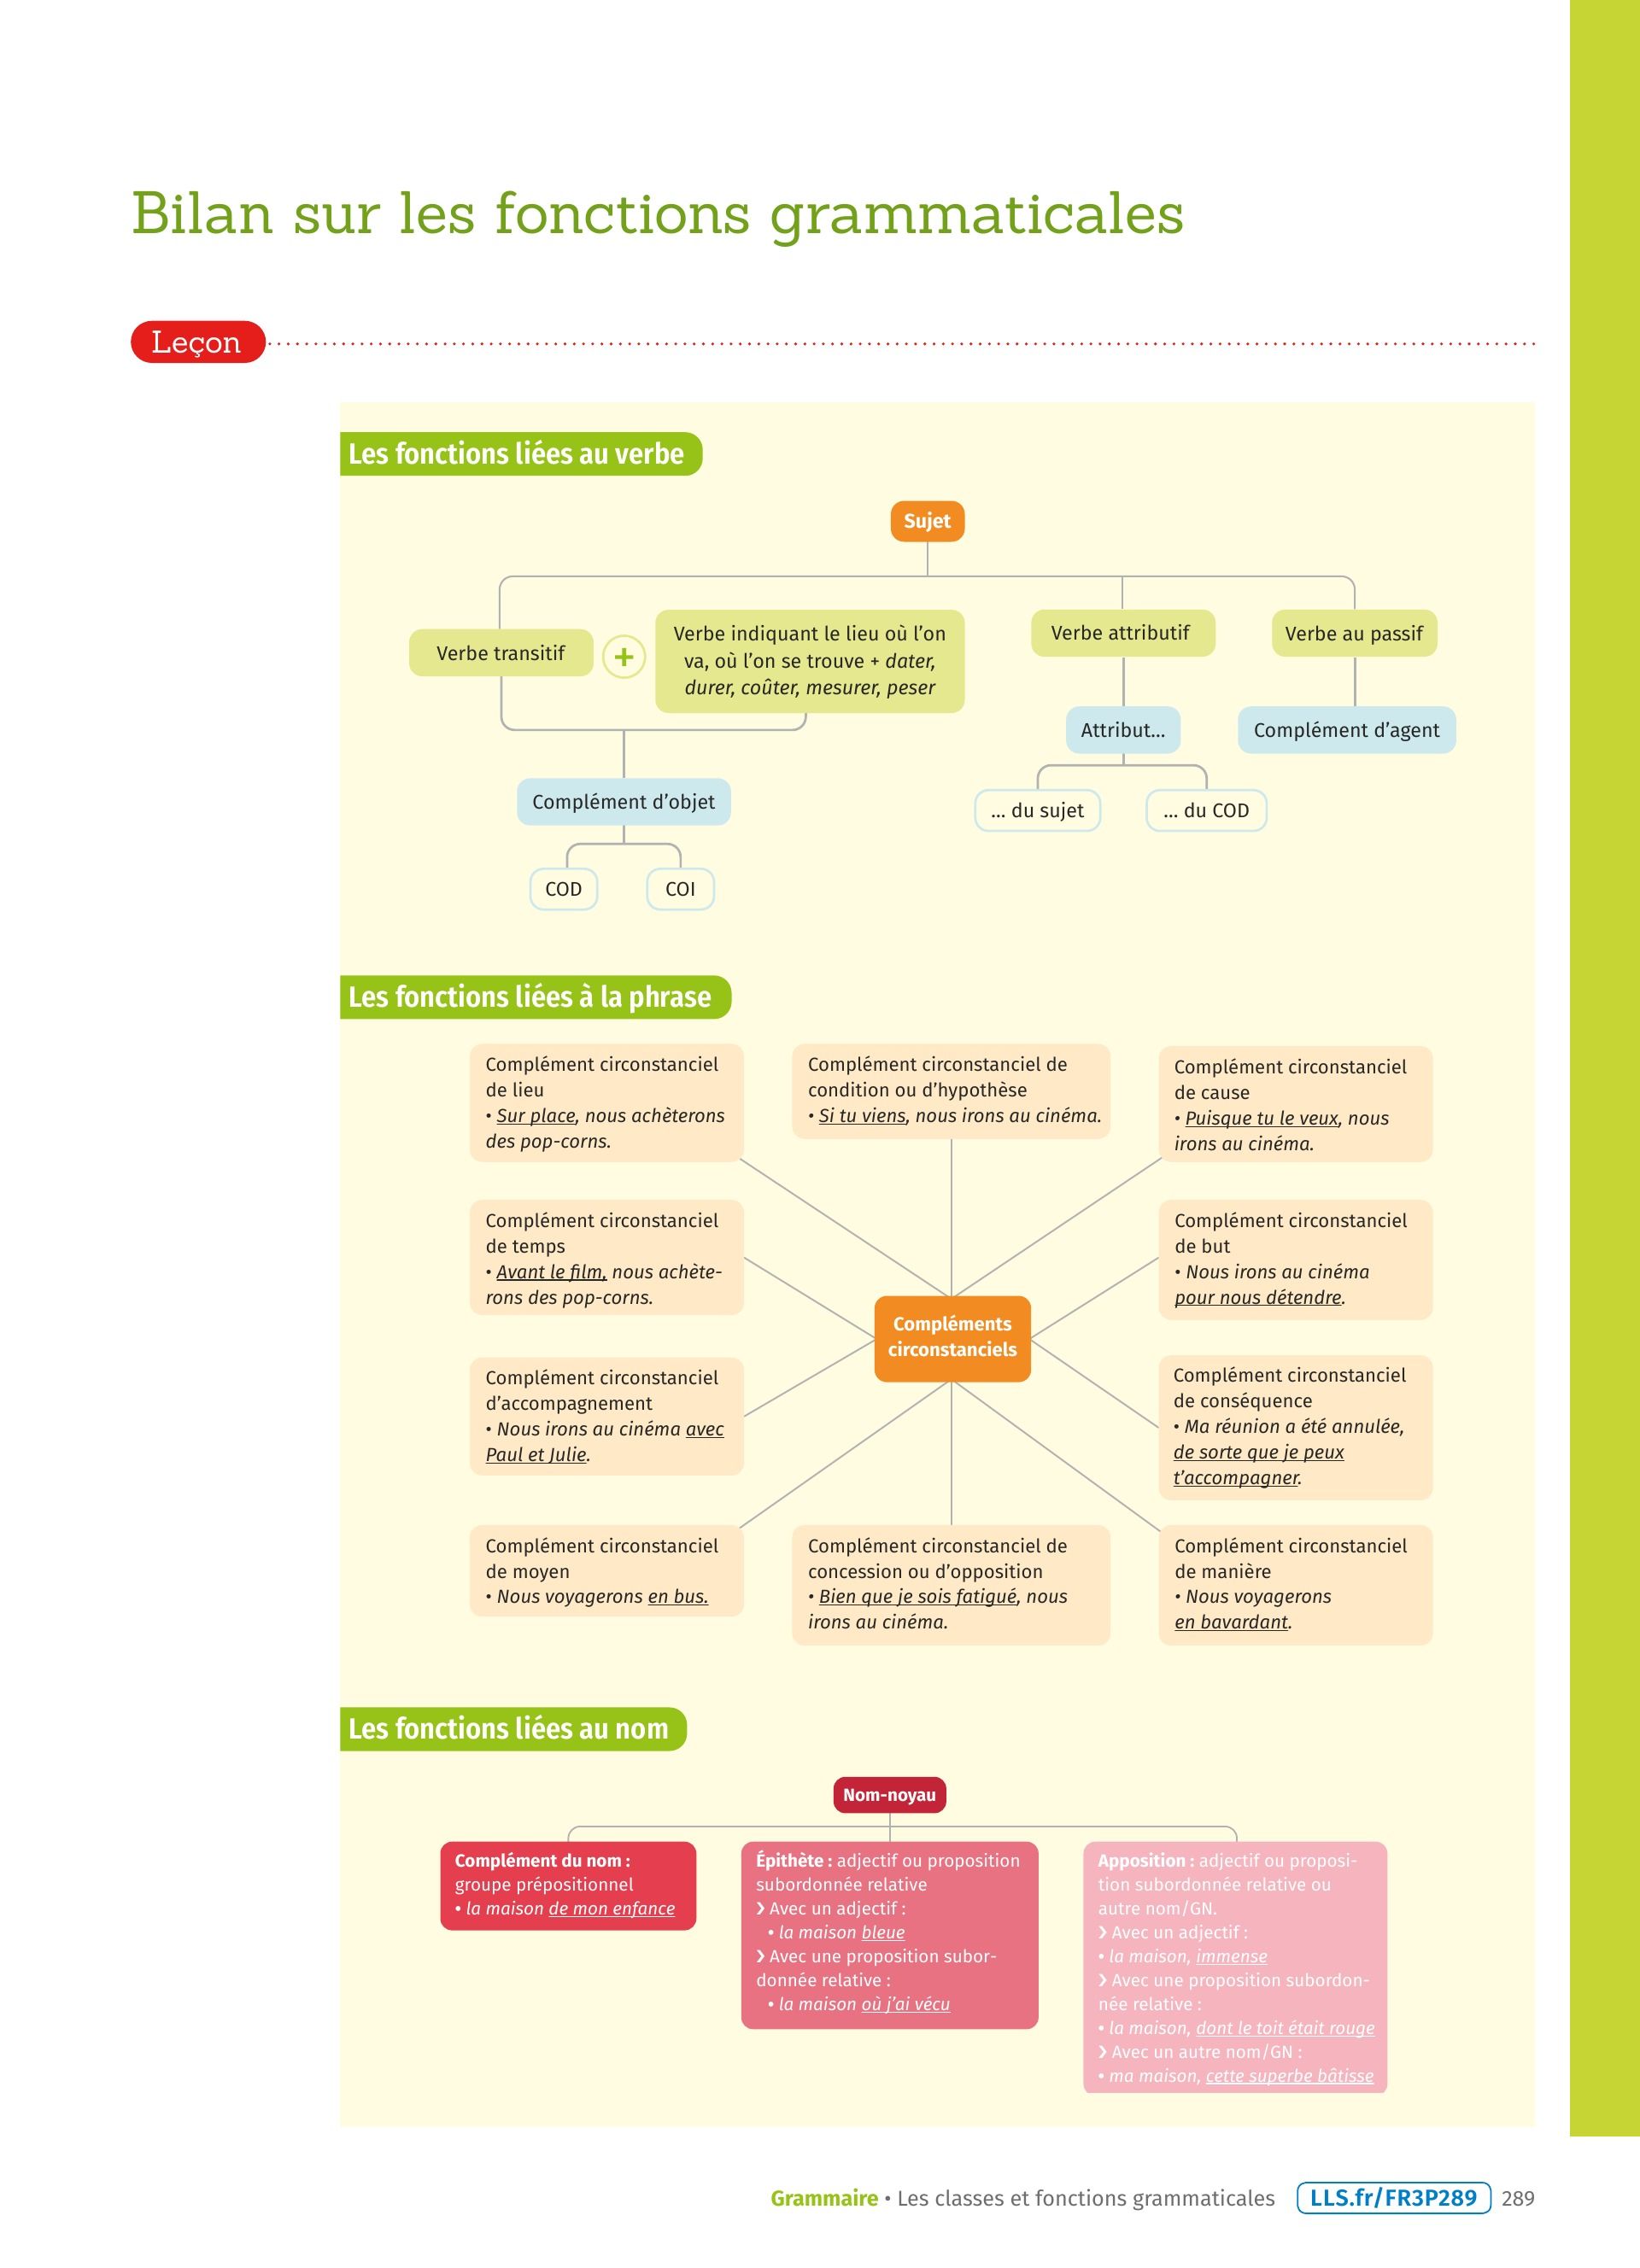 Bilan sur les fonctions grammaticales
Leçon
Les fonctions liées au verbe
Sujet
Verbe transitif
+
Verbe indiquant le lieu où l’on
va, où l’on se trouve + dater,
durer, coûter, mesurer, peser
Verbe attributif
Verbe au passif
Attribut...
Complément d’agent
Complément d’objet
... du sujet
... du COD
COD
COI
Les fonctions liées à la phrase
Complément circonstanciel
de lieu
• Sur place, nous achèterons
des pop-corns.
Complément circonstanciel de
condition ou d’hypothèse
• Si tu viens, nous irons au cinéma.
Complément circonstanciel
de cause
• Puisque tu le veux, nous
irons au cinéma.
Complément circonstanciel
de temps
• Avant le film, nous achète-
rons des pop-corns.
Complément circonstanciel
de but
• Nous irons au cinéma
pour nous détendre.
Compléments
circonstanciels
Complément circonstanciel
d’accompagnement
• Nous irons au cinéma avec
Paul et Julie.
Complément circonstanciel
de conséquence
• Ma réunion a été annulée,
de sorte que je peux
t’accompagner.
Complément circonstanciel
de moyen
• Nous voyagerons en bus.
Complément circonstanciel de
concession ou d’opposition
• Bien que je sois fatigué, nous
irons au cinéma.
Complément circonstanciel
de manière
• Nous voyagerons
en bavardant.
Les fonctions liées au nom
Nom-noyau
Complément du nom :
groupe prépositionnel
• la maison de mon enfance
Épithète : adjectif ou proposition
subordonnée relative
❯ Avec un adjectif :
• la maison bleue
❯ Avec une proposition subor-
donnée relative :
• la maison où j’ai vécu
Apposition : adjectif ou proposi-
tion subordonnée relative ou
autre nom/GN.
❯ Avec un adjectif :
• la maison, immense
❯ Avec une proposition subordon-
née relative :
• la maison, dont le toit était rouge
❯ Avec un autre nom/GN :
• ma maison, cette superbe bâtisse
Grammaire • Les classes et fonctions grammaticales LLS.fr/FR3P289 289